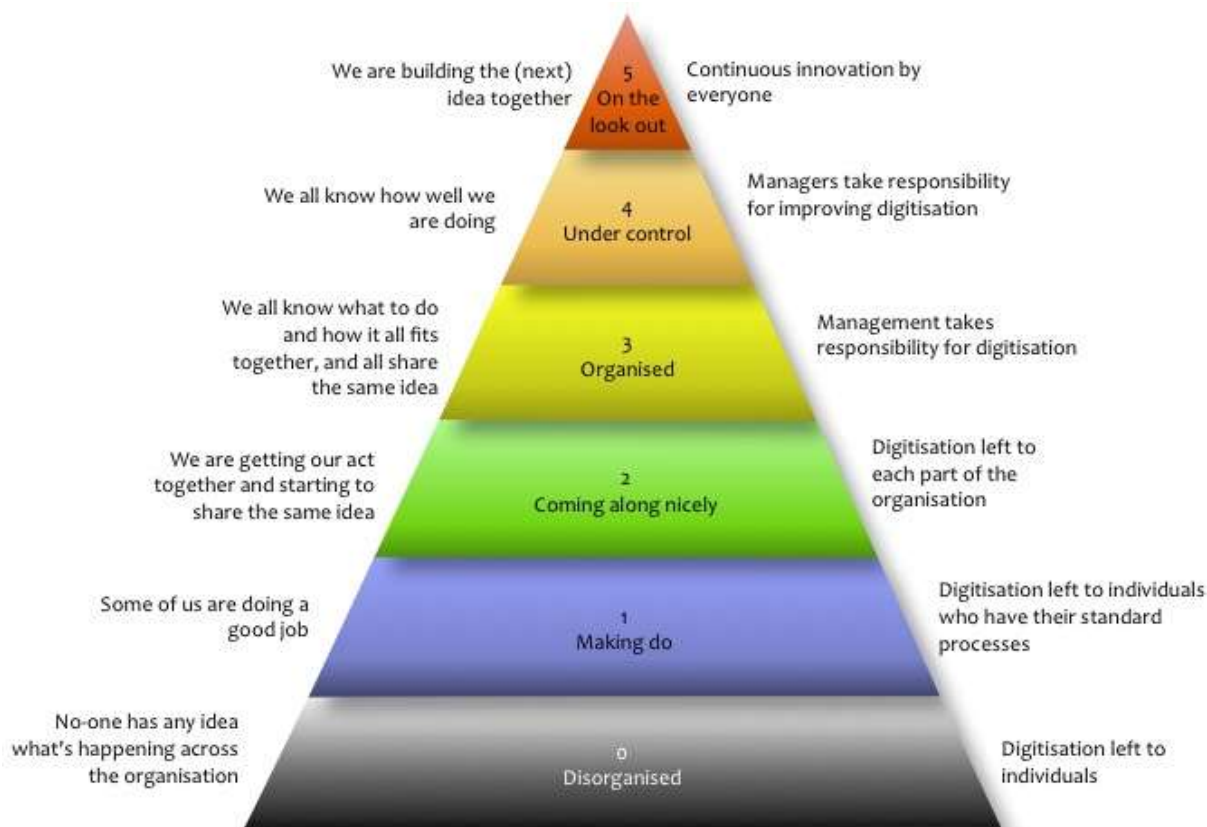 We are building the (next)
idea together
5
On the
look out
Continuous innovation by
everyone
We all know how well we
are doing
4
Under control
Managers take responsibility
for improving digitisation
We all know what to do
and how it all fits
together, and all share
the same idea
3
Organised
Management takes
responsibility for digitisation
We are getting our act
together and starting to
share the same idea
2
Coming along nicely
Digitisation left to
each part of the
organisation
Some of us are doing a
good job
1
Making do
Digitisation left to individuals
who have their standard
processes
No-one has any idea
what's happening across
the organisation
0
Disorganised
Digitisation left to
individuals